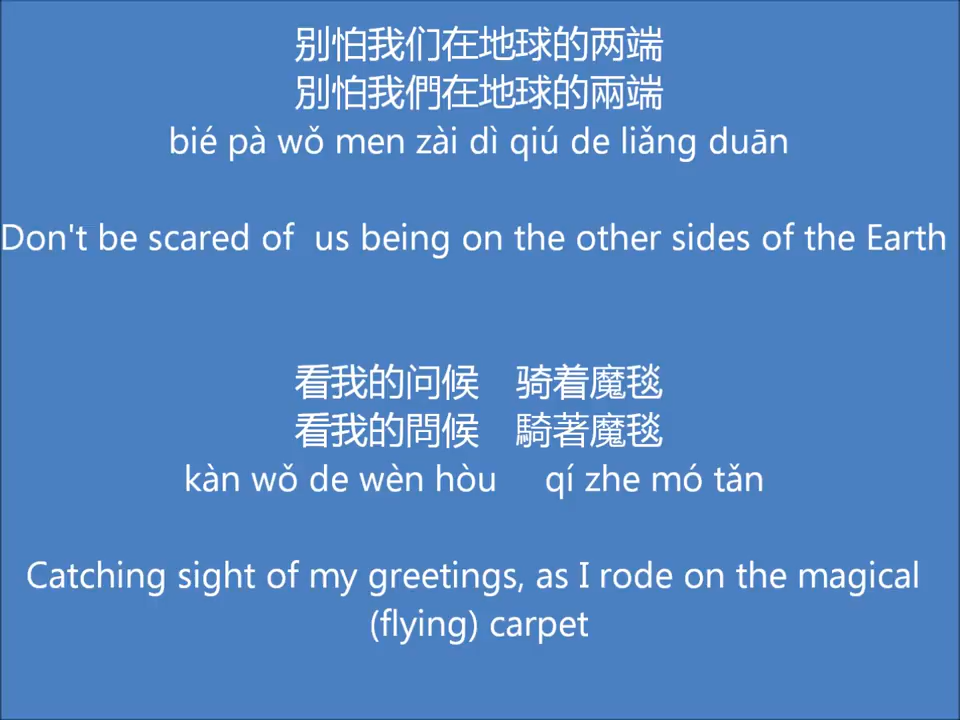 别怕我们在地球的两端
別怕我們在地球的兩端
bié pà wǒ men zài dì qiú de liǎng duān
Don't be scared of  us being on the other sides of the Earth
看我的问候　骑着魔毯
看我的問候　騎著魔毯
kàn wǒ de wèn hòu     qí zhe mó tǎn
Catching sight of my greetings, as I rode on the magical
(flying) carpet